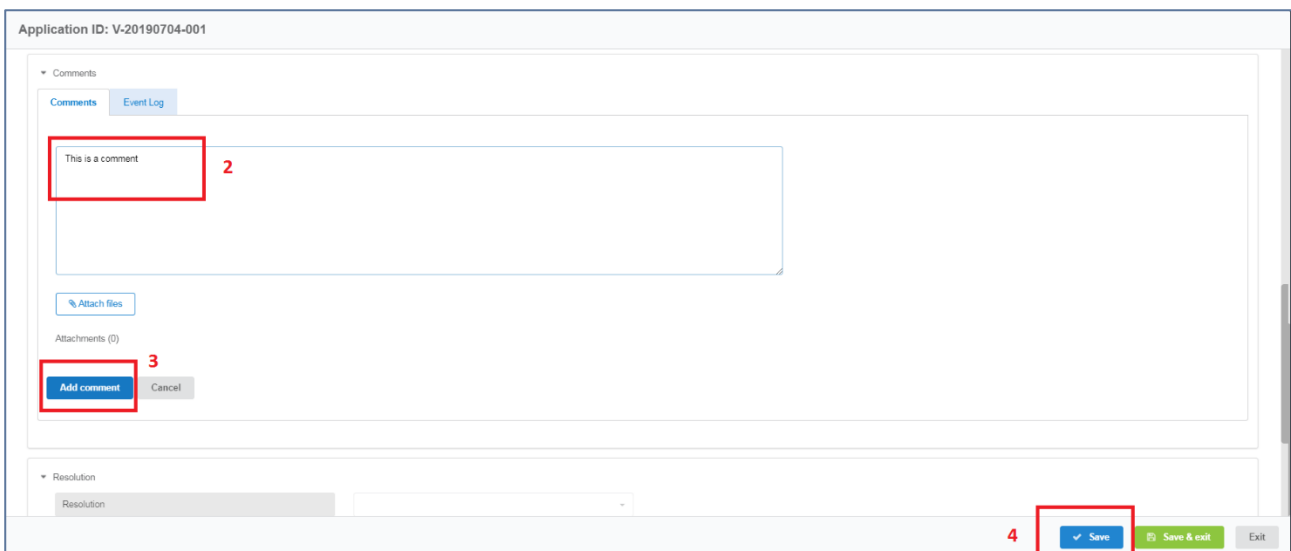 Application ID: V-20190704-001
Comments
Comments Event Log
This is a comment
2
Attach files
Attachments (0)
3
Add comment Cancel
Resolution
Resolution
4 Save Save & exit Exit